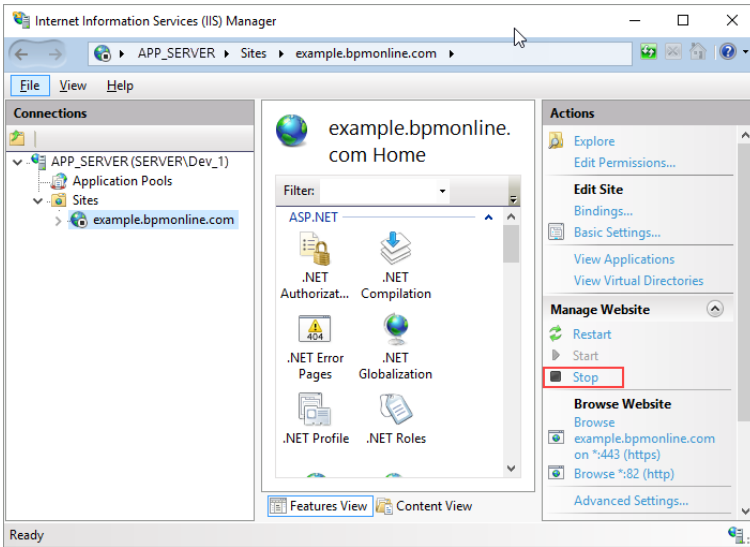 Internet Information Services (IIS) Manager
APP_SERVER
Sites
example.bpmonline.com
File
View
Help
Connections
APP_SERVER (SERVER\Dev_1)
Application Pools
Sites
example.bpmonline.com
example.bpmonline.
com Home
Filter:
ASP.NET
.NET
Authorizat...
.NET
Compilation
404
.NET Error
Pages
.NET
Globalization
.NET Profile
.NET Roles
Features View
Content View
Actions
Explore
Edit Permissions...
Edit Site
Bindings...
Basic Settings...
View Applications
View Virtual Directories
Manage Website
Restart
Start
Stop
Browse Website
Browse
example.bpmonline.com
on *:443 (https)
Browse *:82 (http)
Advanced Settings...
Ready